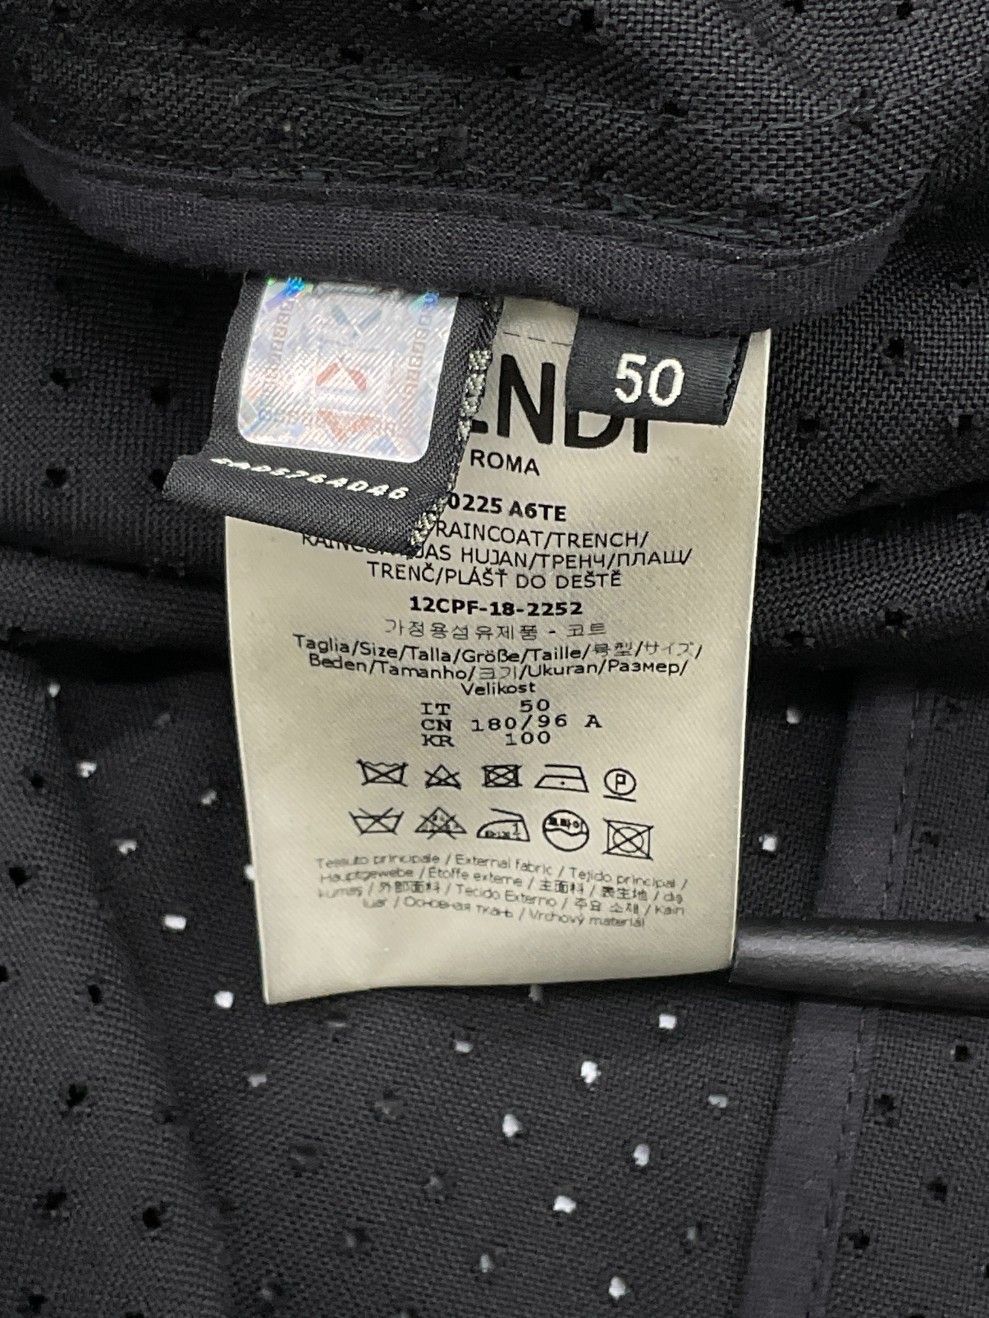 50
ENDI
ROMA
0225 A6TE
RAINCOAT/TRENCH/
JAS HUJAN/ТРЕНЧ/ПЛАЩ/
TRENČ/PLÁŠŤ DO DEŠTĚ
12CPF-18-2252
가정용섬유제품 - 코트
Taglia/Size/Talla/Größe/Taille/号型/サイズ/
Beden/Tamanho/크기/Ukuran/Размер/
Velikost
IT 50
CN 180/96 A
KR 100
P
드라이
Tessuto principale / External fabric / Tejido principal /
Hauptgewebe / Étoffe externe / 主面料 / 表生地 / dış
kumaş / 外部面料 / Tecido Externo / 주요 소재 / Kain
luar / Основная ткань / Vrchový materiál